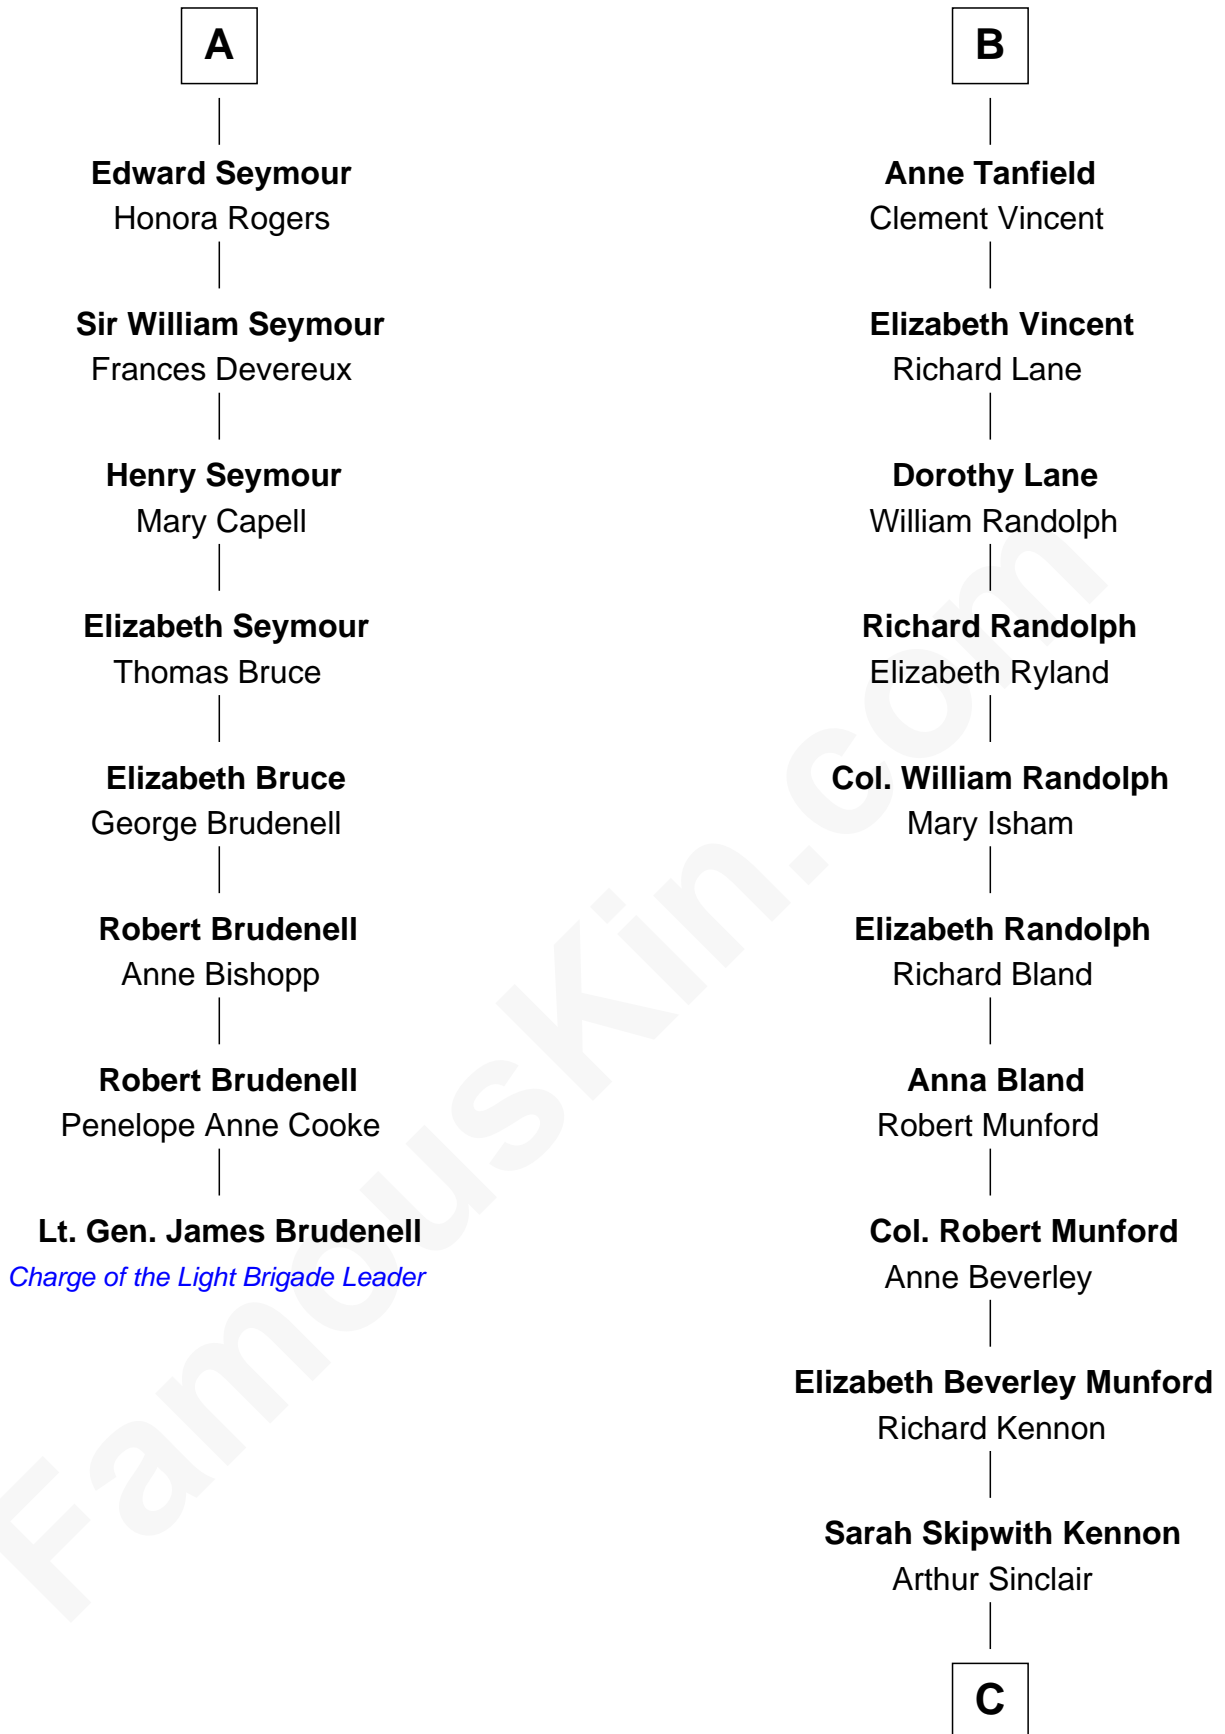 A
Edward Seymour
Honora Rogers
Sir William Seymour
Frances Devereux
Henry Seymour
Mary Capell
Elizabeth Seymour
Thomas Bruce
Elizabeth Bruce
George Brudenell
Robert Brudenell
Anne Bishopp
Robert Brudenell
Penelope Anne Cooke
Lt. Gen. James Brudenell
Charge of the Light Brigade Leader
B
Anne Tanfield
Clement Vincent
Elizabeth Vincent
Richard Lane
Dorothy Lane
William Randolph
Richard Randolph
Elizabeth Ryland
Col. William Randolph
Mary Isham
Elizabeth Randolph
Richard Bland
Anna Bland
Robert Munford
Col. Robert Munford
Anne Beverley
Elizabeth Beverley Munford
Richard Kennon
Sarah Skipwith Kennon
Arthur Sinclair
C
FamousKin.com